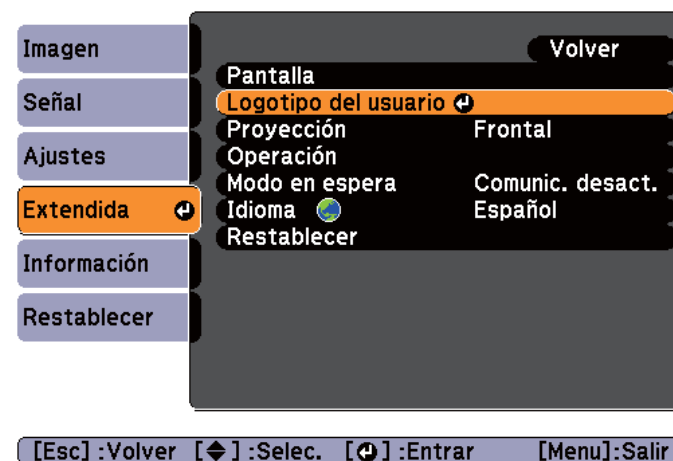 Imagen
Señal
Ajustes
Extendida
Información
Restablecer
Volver
Pantalla
Logotipo del usuario
Proyección Frontal
Operación
Modo en espera Comunic. desact.
Idioma Español
Restablecer
[Esc] :Volver [ ] :Selec. [ ] :Entrar [Menu]:Salir